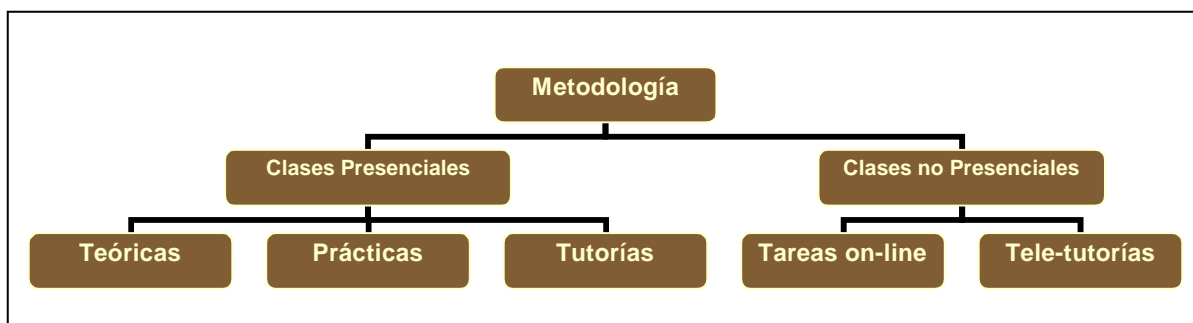 Metodología
Clases Presenciales
Clases no Presenciales
Teóricas
Prácticas
Tutorías
Tareas on-line
Tele-tutorías